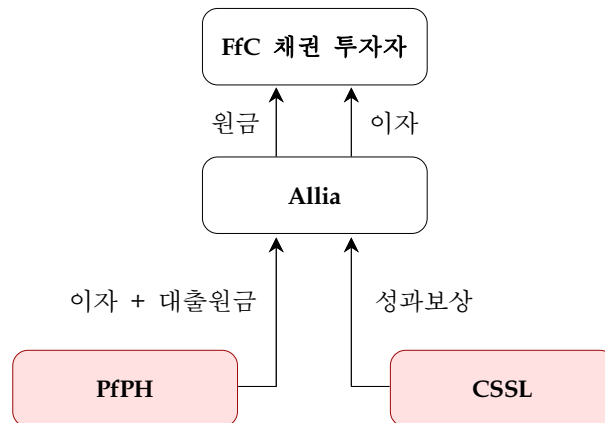 FfC 채권 투자자
원금
이자
Allia
이자 + 대출원금
성과보상
PfPH
CSSL